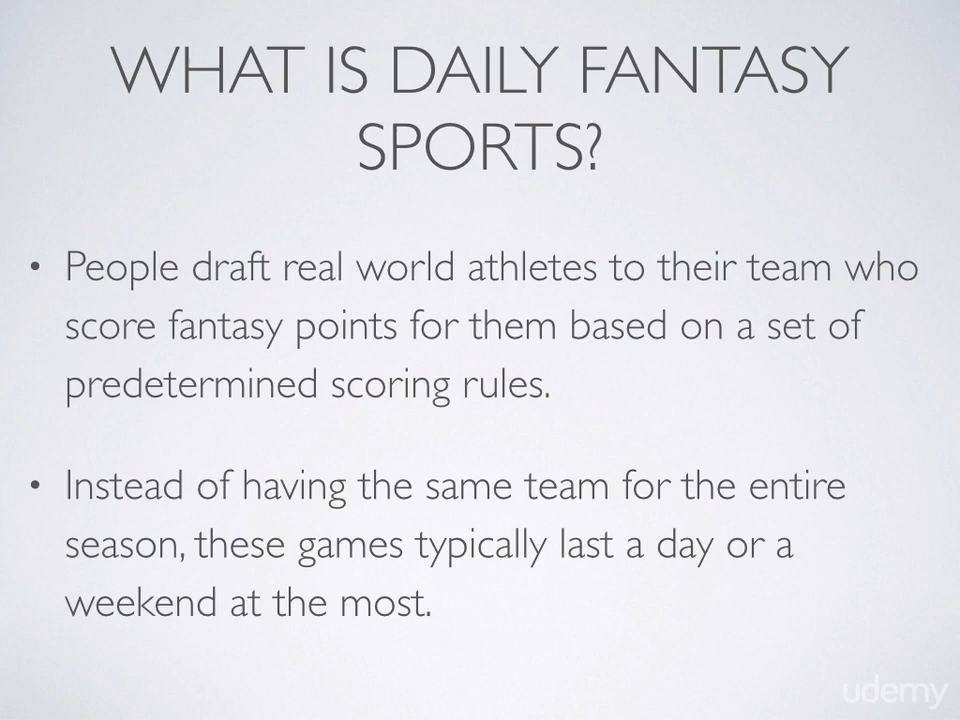 WHAT IS DAILY FANTASY
SPORTS?
• People draft real world athletes to their team who
score fantasy points for them based on a set of
predetermined scoring rules.
• Instead of having the same team for the entire
season, these games typically last a day or a
weekend at the most.
udemy